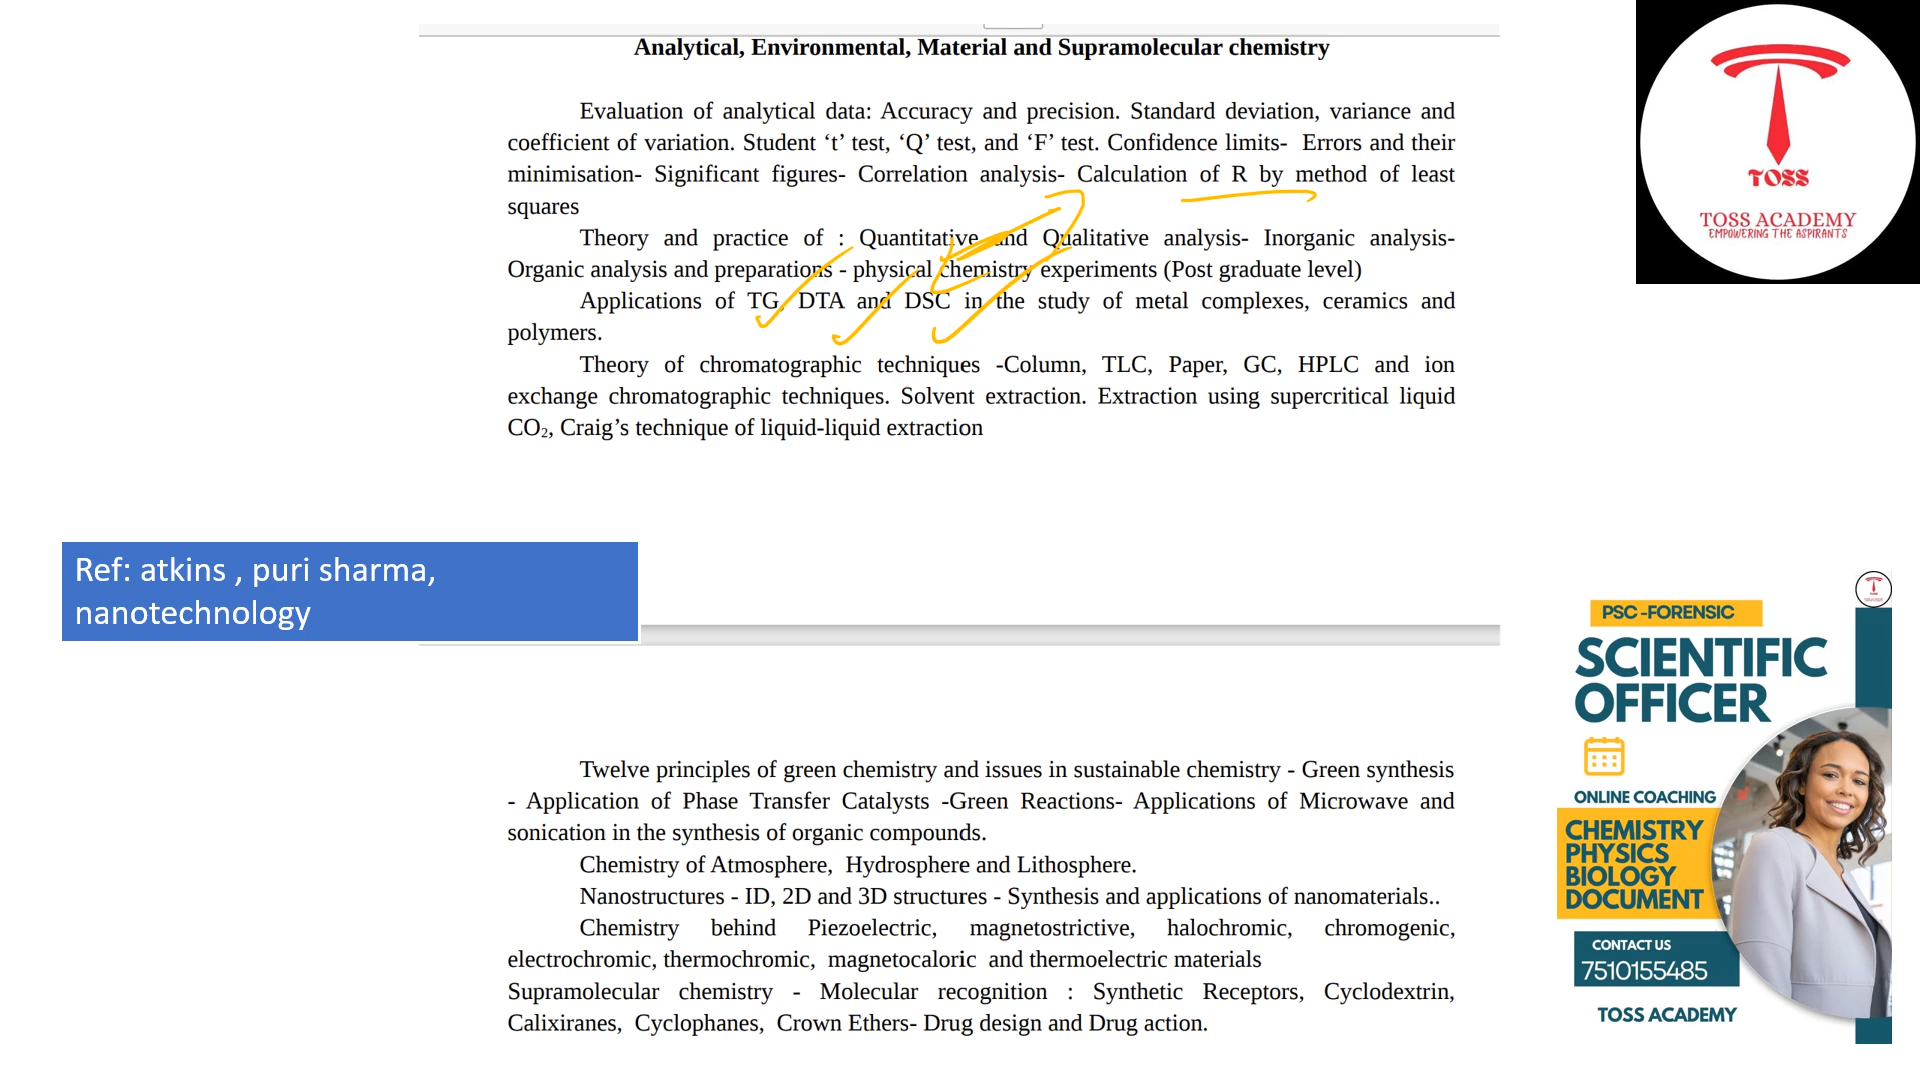 Analytical, Environmental, Material and Supramolecular chemistry
Evaluation of analytical data: Accuracy and precision. Standard deviation, variance and
coefficient of variation. Student ‘t’ test, ‘Q’ test, and ‘F’ test. Confidence limits- Errors and their
minimisation- Significant figures- Correlation analysis- Calculation of R by method of least
squares
Theory and practice of : Quantitative and Qualitative analysis- Inorganic analysis-
Organic analysis and preparations - physical chemistry experiments (Post graduate level)
Applications of TG, DTA and DSC in the study of metal complexes, ceramics and
polymers.
Theory of chromatographic techniques -Column, TLC, Paper, GC, HPLC and ion
exchange chromatographic techniques. Solvent extraction. Extraction using supercritical liquid
CO₂, Craig’s technique of liquid-liquid extraction
Ref: atkins , puri sharma,
nanotechnology
Twelve principles of green chemistry and issues in sustainable chemistry - Green synthesis
- Application of Phase Transfer Catalysts -Green Reactions- Applications of Microwave and
sonication in the synthesis of organic compounds.
Chemistry of Atmosphere, Hydrosphere and Lithosphere.
Nanostructures - ID, 2D and 3D structures - Synthesis and applications of nanomaterials..
Chemistry behind Piezoelectric, magnetostrictive, halochromic, chromogenic,
electrochromic, thermochromic, magnetocaloric and thermoelectric materials
Supramolecular chemistry - Molecular recognition : Synthetic Receptors, Cyclodextrin,
Calixiranes, Cyclophanes, Crown Ethers- Drug design and Drug action.
TOSS
TOSS ACADEMY
EMPOWERING THE ASPIRANTS
PSC -FORENSIC
SCIENTIFIC
OFFICER
ONLINE COACHING
CHEMISTRY
PHYSICS
BIOLOGY
DOCUMENT
CONTACT US
7510155485
TOSS ACADEMY